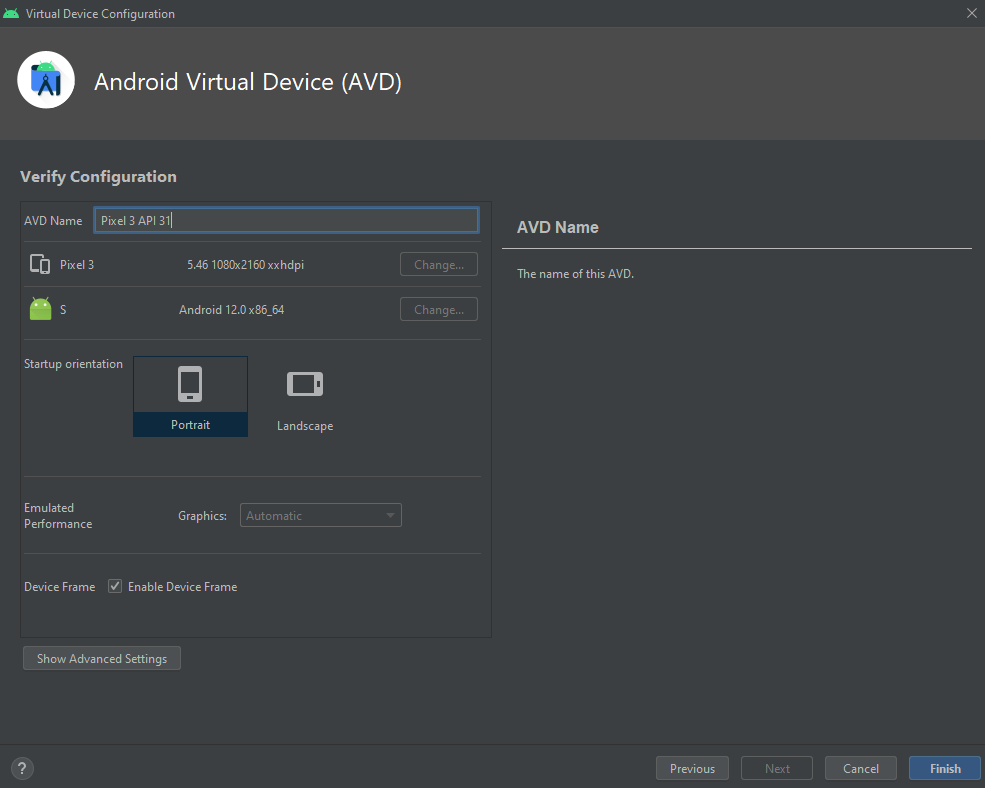 Virtual Device Configuration
Android Virtual Device (AVD)
Verify Configuration
AVD Name Pixel 3 API 31
Pixel 3 5.46 1080x2160 xxhdpi Change...
S Android 12.0 x86_64 Change...
Startup orientation
Portrait Landscape
Emulated
Performance Graphics: Automatic
Device Frame Enable Device Frame
Show Advanced Settings
AVD Name
The name of this AVD.
? Previous Next Cancel Finish